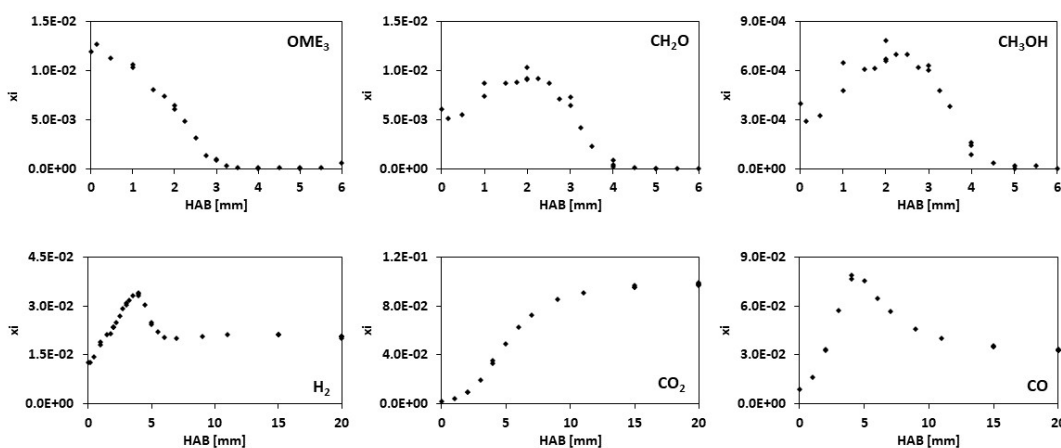 1.5E-02
OME3
1.0E-02
xi
5.0E-03
0.0E+00
0 1 2 3 4 5 6
HAB [mm]
1.5E-02
CH2O
1.0E-02
xi
5.0E-03
0.0E+00
0 1 2 3 4 5 6
HAB [mm]
9.0E-04
CH3OH
6.0E-04
xi
3.0E-04
0.0E+00
0 1 2 3 4 5 6
HAB [mm]
4.5E-02
3.0E-02
xi
1.5E-02
H2
0.0E+00
0 5 10 15 20
HAB [mm]
1.2E-01
8.0E-02
xi
4.0E-02
CO2
0.0E+00
0 5 10 15 20
HAB [mm]
9.0E-02
6.0E-02
xi
3.0E-02
CO
0.0E+00
0 5 10 15 20
HAB [mm]